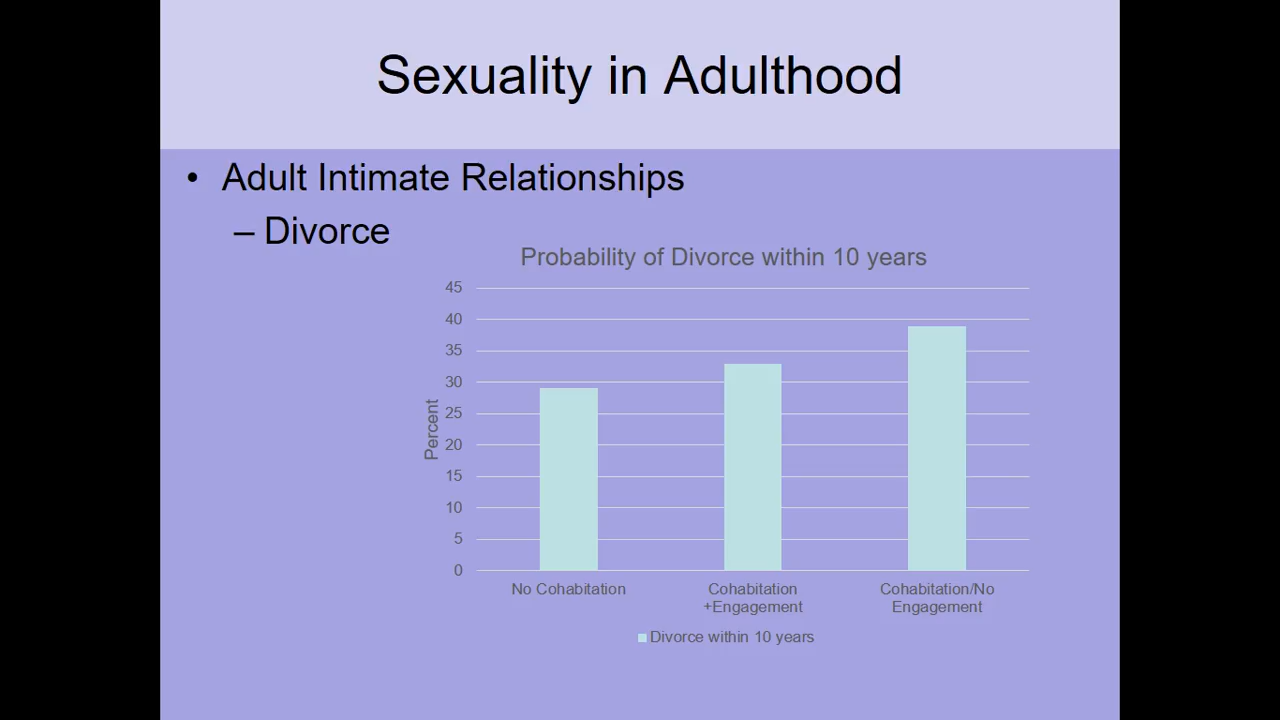 Sexuality in Adulthood
• Adult Intimate Relationships
– Divorce
Probability of Divorce within 10 years
45
40
35
30
25
20
15
10
5
0
Percent
No Cohabitation
Cohabitation
+Engagement
Cohabitation/No
Engagement
Divorce within 10 years